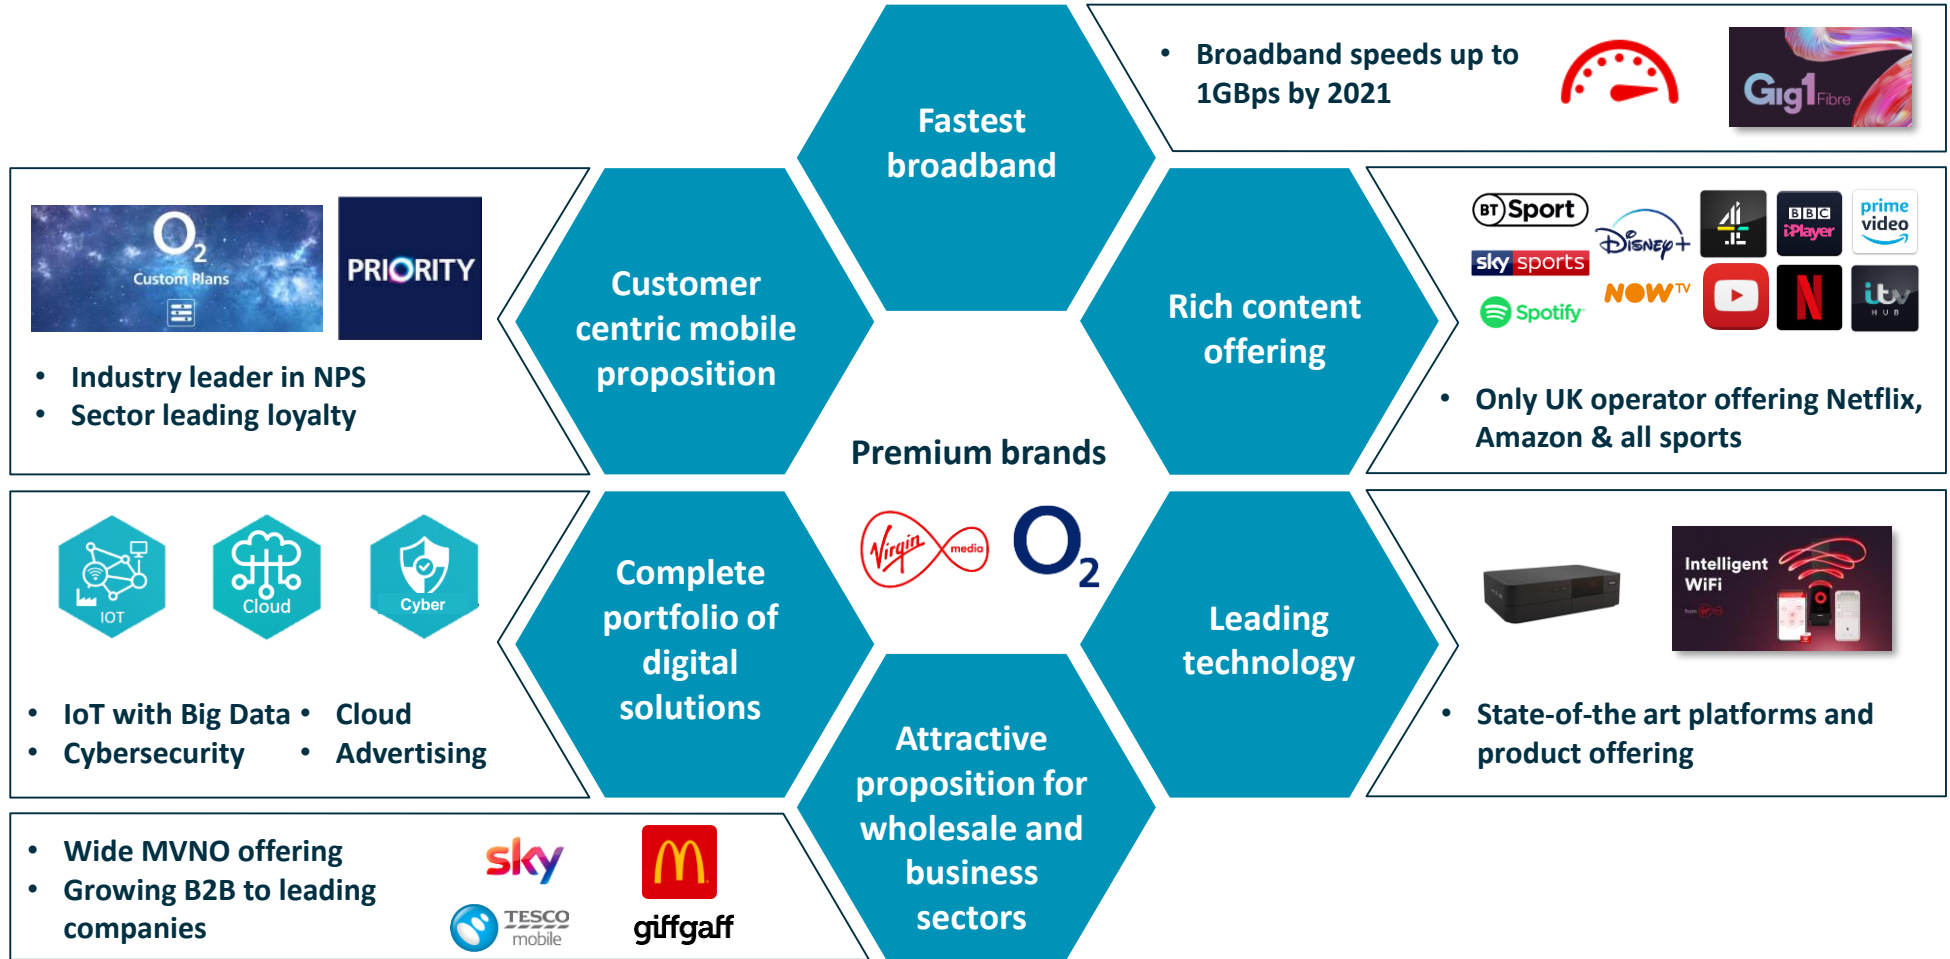 Fastest
broadband
• Broadband speeds up to
1GBps by 2021
Gig1 Fibre
O2
Custom Plans
PRIORITY
• Industry leader in NPS
• Sector leading loyalty
Customer
centric mobile
proposition
Rich content
offering
BT Sport
Disney+
4
BBC
iPlayer
prime
video
sky sports
NOW TV
N
itv
HUB
Spotify
• Only UK operator offering Netflix,
Amazon & all sports
Premium brands
Virgin media
O2
IOT
Cloud
Cyber
• IoT with Big Data
• Cybersecurity
• Cloud
• Advertising
Complete
portfolio of
digital
solutions
Leading
technology
Intelligent
WiFi
from
• State-of-the art platforms and
product offering
• Wide MVNO offering
• Growing B2B to leading
companies
sky
M
TESCO
mobile
giffgaff
Attractive
proposition for
wholesale and
business
sectors